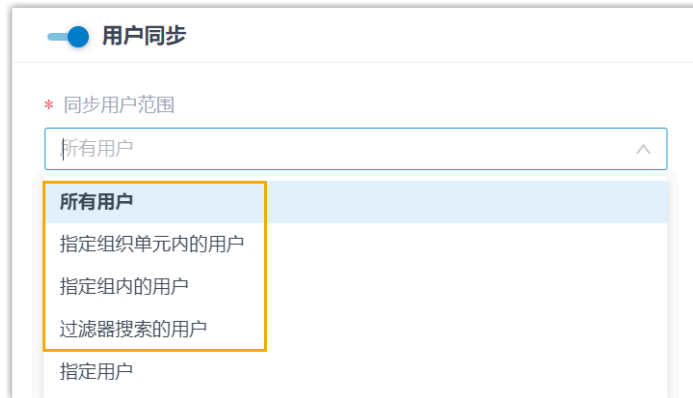 用户同步
* 同步用户范围
所有用户
所有用户
指定组织单元内的用户
指定组内的用户
过滤器搜索的用户
指定用户